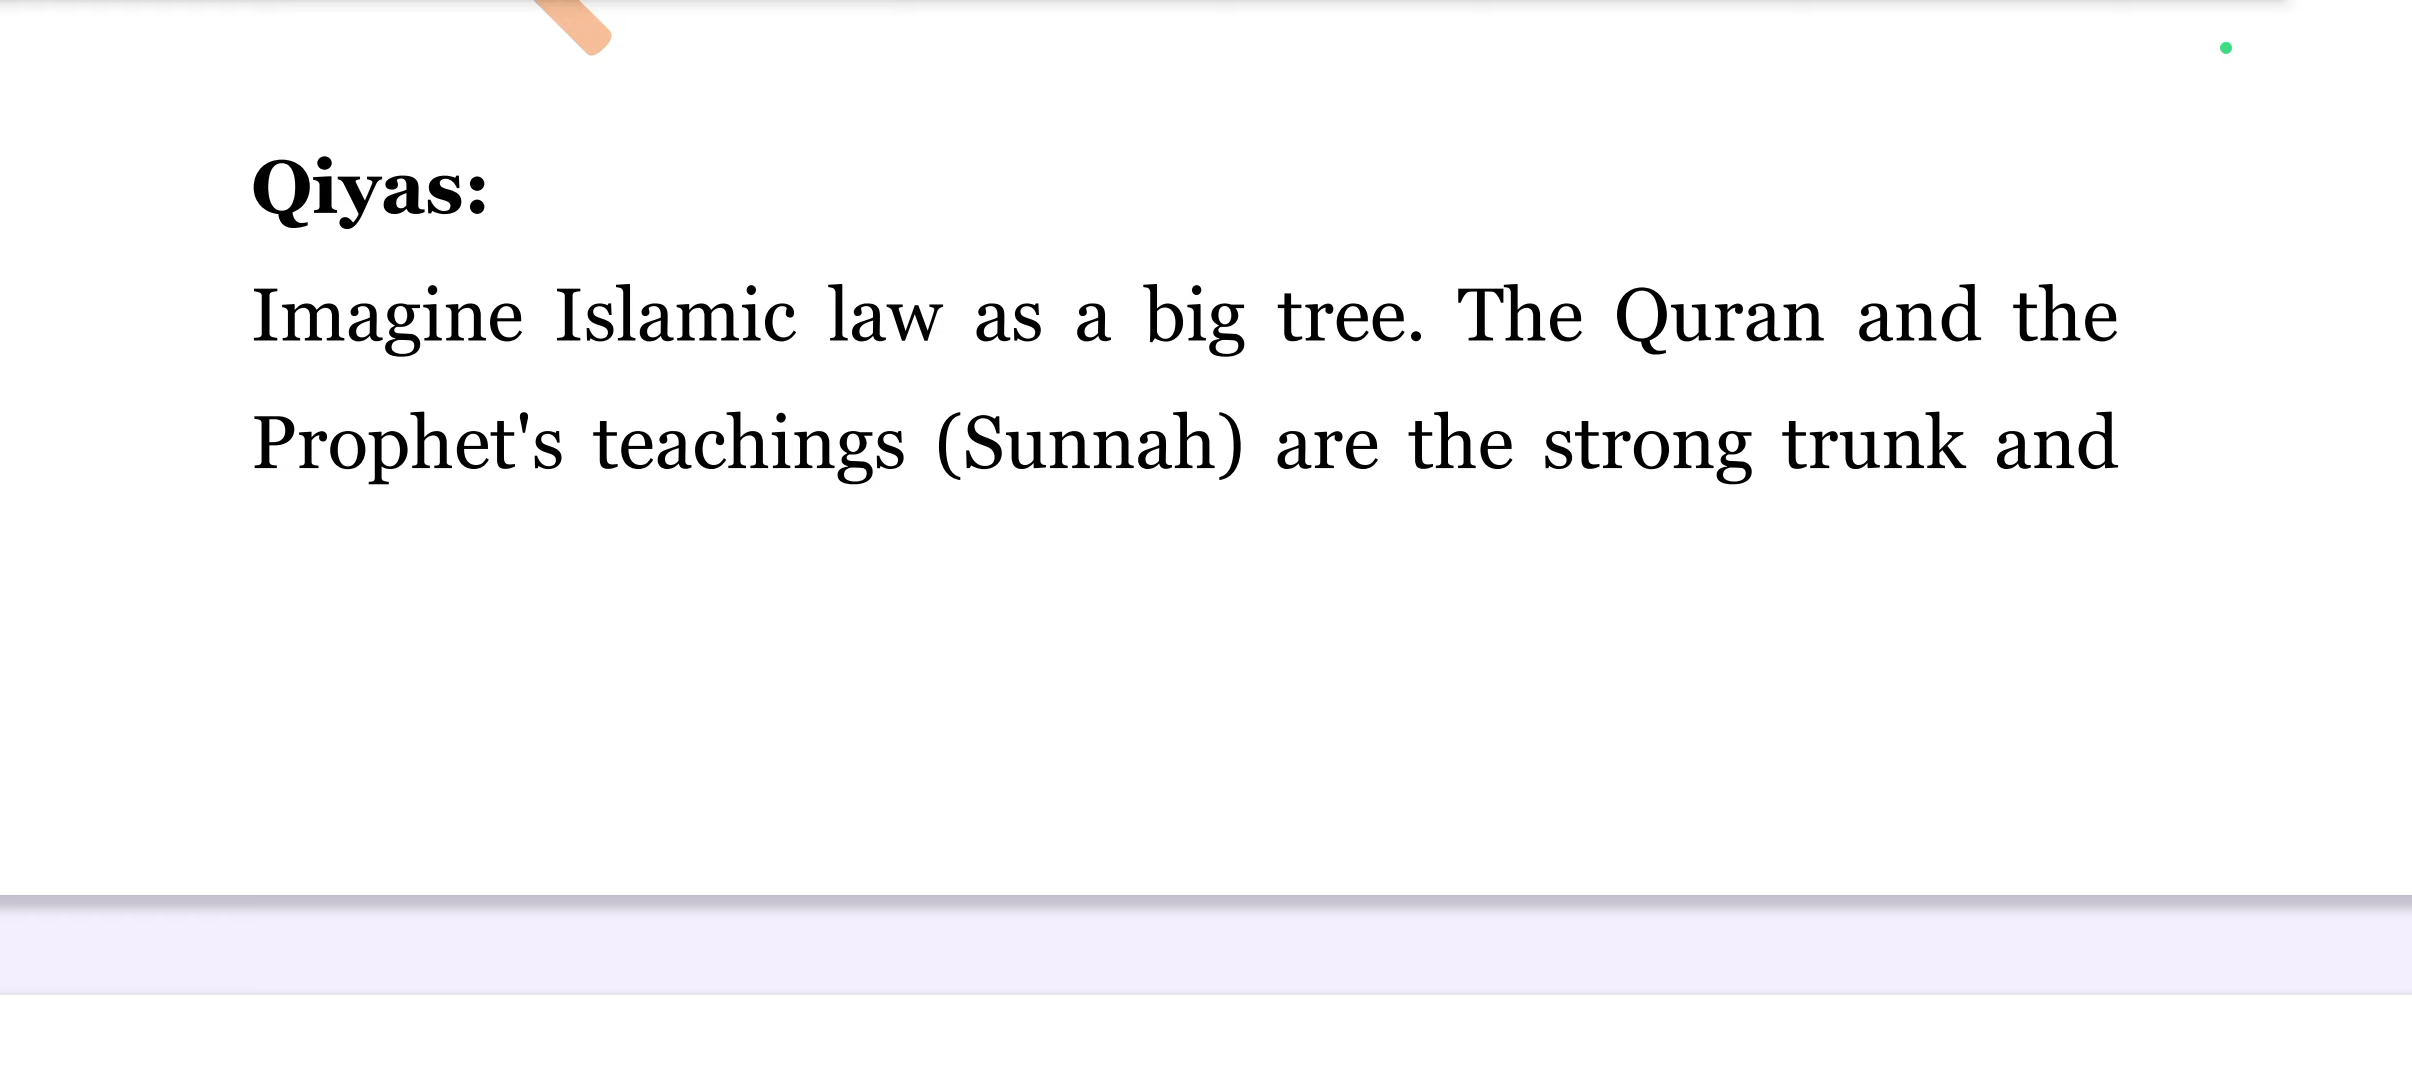 Qiyas:
Imagine Islamic law as a big tree. The Quran and the
Prophet's teachings (Sunnah) are the strong trunk and